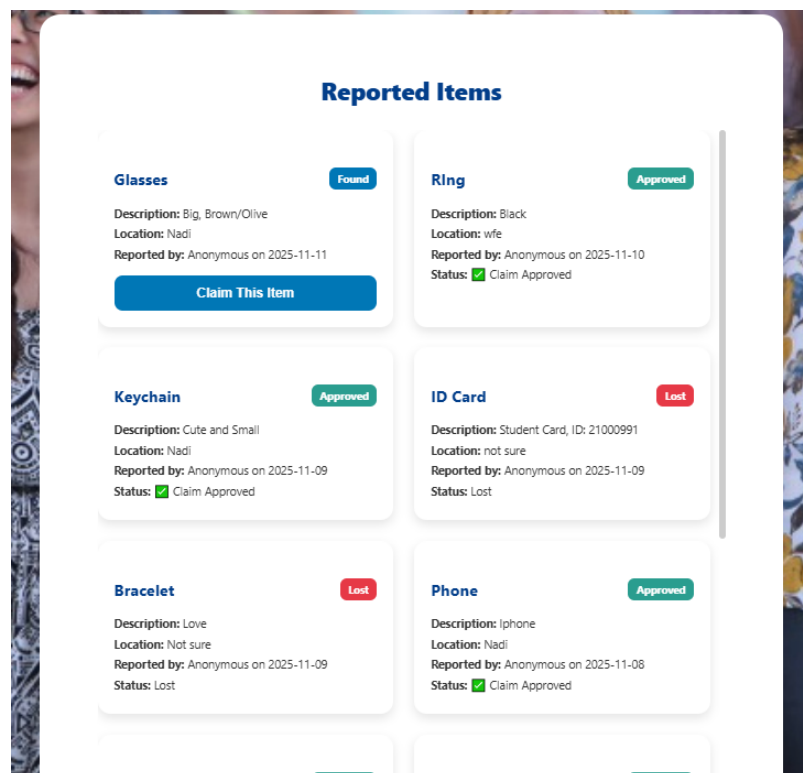 Reported Items
Glasses
Found
Description: Big, Brown/Olive
Location: Nadi
Reported by: Anonymous on 2025-11-11
Claim This Item
RIng
Approved
Description: Black
Location: wfe
Reported by: Anonymous on 2025-11-10
Status: ✅ Claim Approved
Keychain
Approved
Description: Cute and Small
Location: Nadi
Reported by: Anonymous on 2025-11-09
Status: ✅ Claim Approved
ID Card
Lost
Description: Student Card, ID: 21000991
Location: not sure
Reported by: Anonymous on 2025-11-09
Status: Lost
Bracelet
Lost
Description: Love
Location: Not sure
Reported by: Anonymous on 2025-11-09
Status: Lost
Phone
Approved
Description: Iphone
Location: Nadi
Reported by: Anonymous on 2025-11-08
Status: ✅ Claim Approved